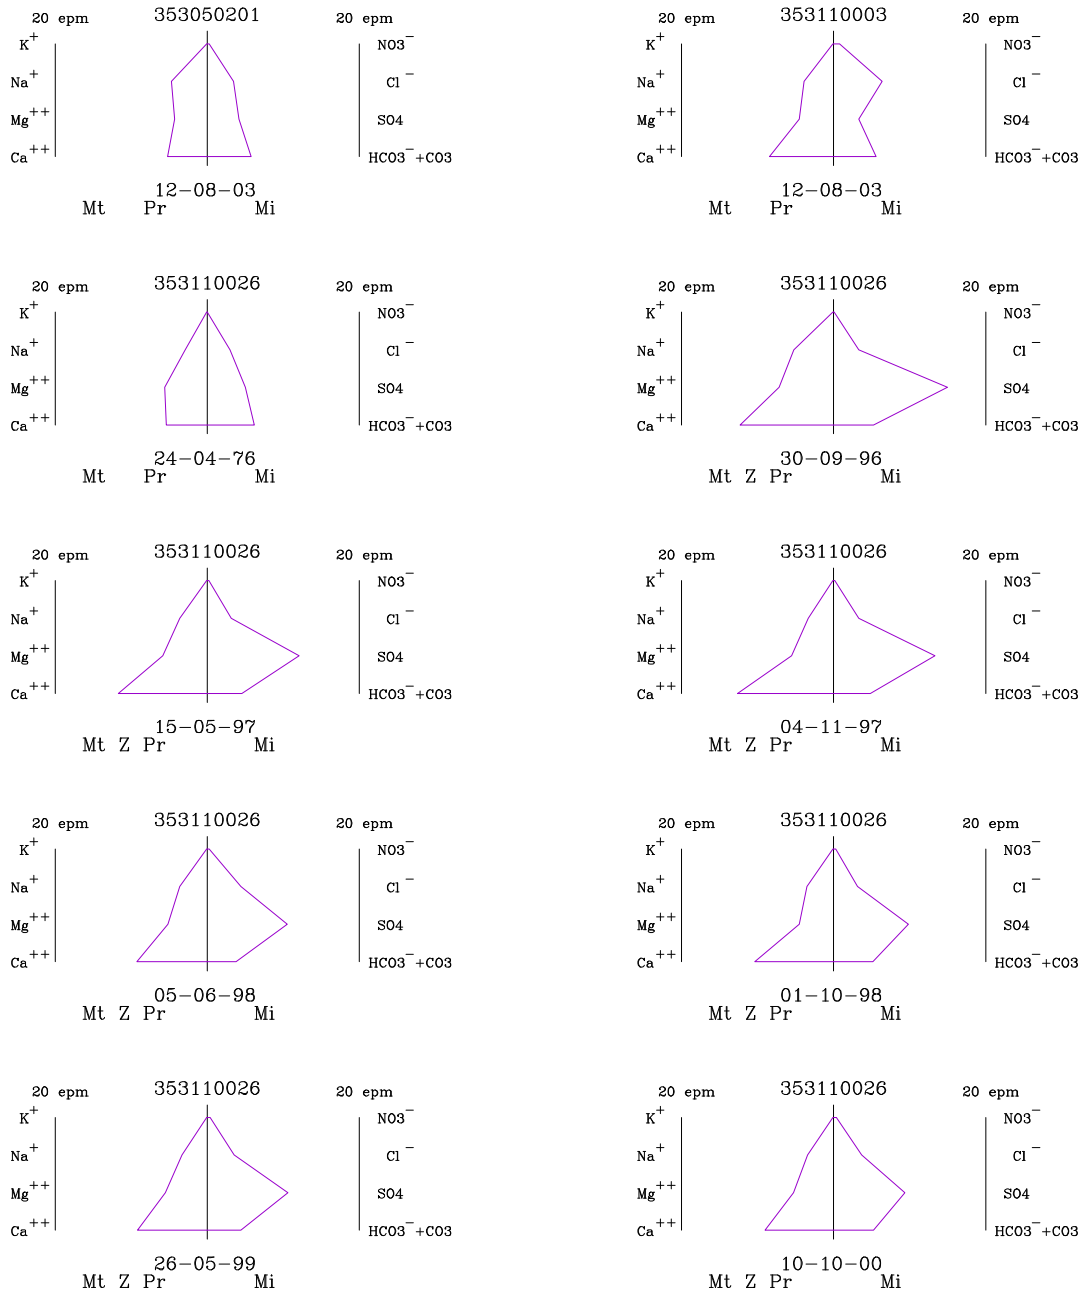 20 epm 353050201 20 epm 20 epm 353110003 20 epm
K+ NO3− K+ NO3−
Na+ Cl− Na+ Cl−
Mg++ SO4 Mg++ SO4
Ca++ HCO3−+CO3 Ca++ HCO3−+CO3
12-08-03 12-08-03
Mt Pr Mi Mt Pr Mi
20 epm 353110026 20 epm 20 epm 353110026 20 epm
K+ NO3− K+ NO3−
Na+ Cl− Na+ Cl−
Mg++ SO4 Mg++ SO4
Ca++ HCO3−+CO3 Ca++ HCO3−+CO3
24-04-76 30-09-96
Mt Pr Mi Mt Z Pr Mi
20 epm 353110026 20 epm 20 epm 353110026 20 epm
K+ NO3− K+ NO3−
Na+ Cl− Na+ Cl−
Mg++ SO4 Mg++ SO4
Ca++ HCO3−+CO3 Ca++ HCO3−+CO3
15-05-97 04-11-97
Mt Z Pr Mi Mt Z Pr Mi
20 epm 353110026 20 epm 20 epm 353110026 20 epm
K+ NO3− K+ NO3−
Na+ Cl− Na+ Cl−
Mg++ SO4 Mg++ SO4
Ca++ HCO3−+CO3 Ca++ HCO3−+CO3
05-06-98 01-10-98
Mt Z Pr Mi Mt Z Pr Mi
20 epm 353110026 20 epm 20 epm 353110026 20 epm
K+ NO3− K+ NO3−
Na+ Cl− Na+ Cl−
Mg++ SO4 Mg++ SO4
Ca++ HCO3−+CO3 Ca++ HCO3−+CO3
26-05-99 10-10-00
Mt Z Pr Mi Mt Z Pr Mi